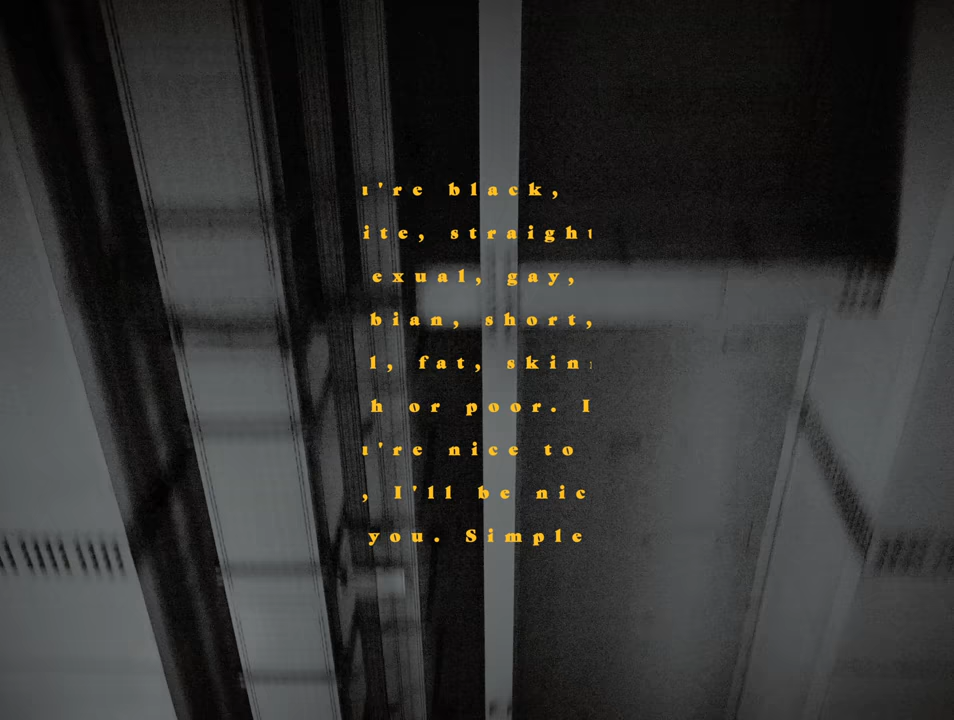 're black,
ite, straight
exual, gay,
bian, short,
l, fat, skin
h or poor. I
're nice to
, I'll be nic
you. Simple